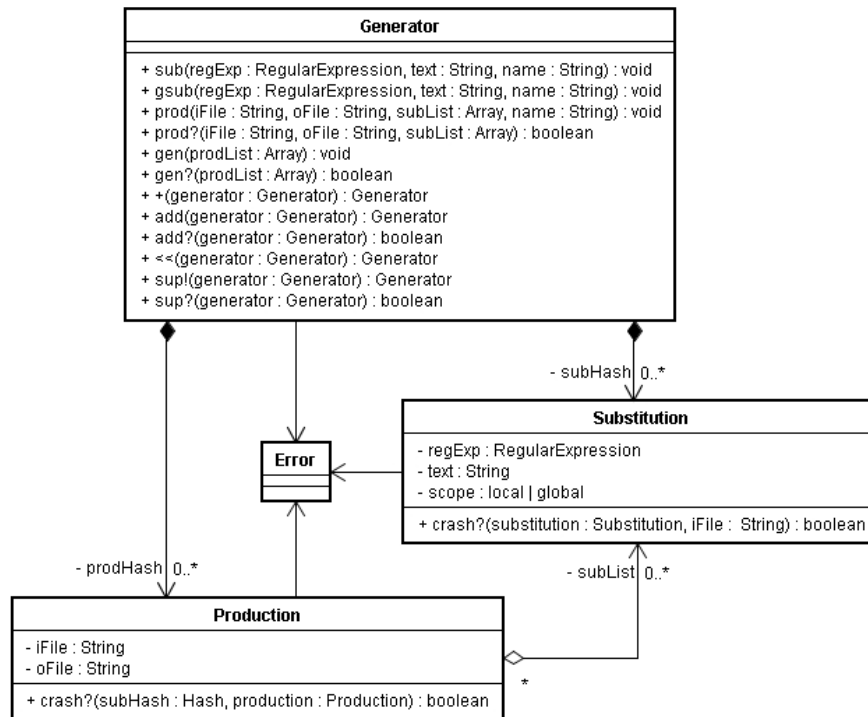 Generator
+ sub(regExp : RegularExpression, text : String, name : String) : void
+ gsub(regExp : RegularExpression, text : String, name : String) : void
+ prod(iFile : String, oFile : String, subList : Array, name : String) : void
+ prod?(iFile : String, oFile : String, subList : Array) : boolean
+ gen(prodList : Array) : void
+ gen?(prodList : Array) : boolean
+ +(generator : Generator) : Generator
+ add(generator : Generator) : Generator
+ add?(generator : Generator) : boolean
+ <<(generator : Generator) : Generator
+ sup!(generator : Generator) : Generator
+ sup?(generator : Generator) : boolean
- subHash 0..*
Substitution
- regExp : RegularExpression
- text : String
- scope : local | global
+ crash?(substitution : Substitution, iFile : String) : boolean
Error
- prodHash 0..*
- subList 0..*
Production
- iFile : String
- oFile : String
+ crash?(subHash : Hash, production : Production) : boolean
*